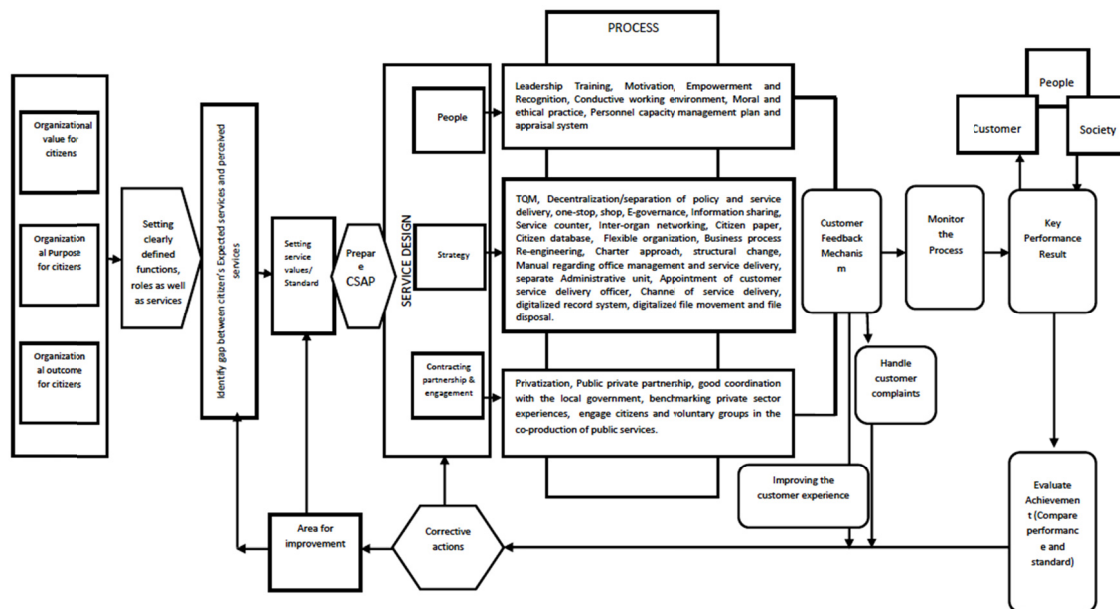 PROCESS
Organizational
value for
citizens
Organization
al Purpose
for citizens
Organization
al outcome
for citizens
Setting
clearly
defined
functions,
roles as well
as services
Identify gap between citizen's Expected services and perceived
services
Setting
service
values/
Standard
Prepar
e
CSAP
SERVICE DESIGN
People
Strategy
Contracting
partnership &
engagement
Leadership Training, Motivation, Empowerment and
Recognition, Conductive working environment, Moral and
ethical practice, Personnel capacity management plan and
appraisal system
TQM, Decentralization/separation of policy and service
delivery, one-stop, shop, E-governance, Information sharing,
Service counter, Inter-organ networking, Citizen paper,
Citizen database, Flexible organization, Business process
Re-engineering, Charter approach, structural change,
Manual regarding office management and service delivery,
separate Administrative unit, Appointment of customer
service delivery officer, Channe of service delivery,
digitalized record system, digitalized file movement and file
disposal.
Privatization, Public private partnership, good coordination
with the local government, benchmarking private sector
experiences, engage citizens and voluntary groups in the
co-production of public services.
Customer
Feedback
Mechanis
m
Monitor
the
Process
People
Customer
Society
Key
Performance
Result
Handle
customer
complaints
Improving the
customer experience
Evaluate
Achievemen
t (Compare
performanc
e and
standard)
Corrective
actions
Area for
improvement